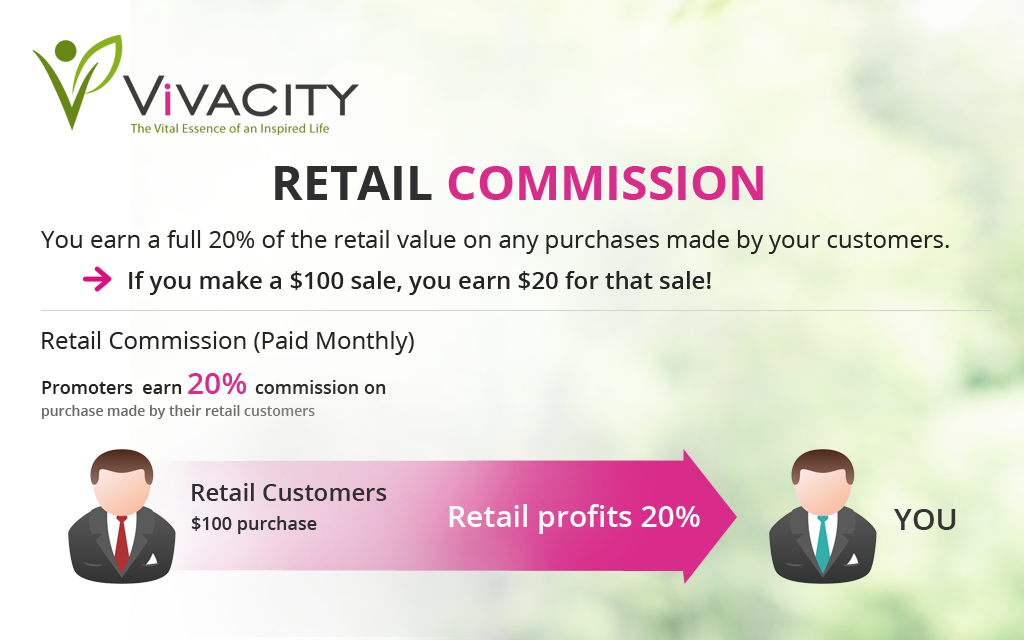 ViVACITY
The Vital Essence of an Inspired Life
RETAIL COMMISSION
You earn a full 20% of the retail value on any purchases made by your customers.
If you make a $100 sale, you earn $20 for that sale!
Retail Commission (Paid Monthly)
Promoters earn 20% commission on
purchase made by their retail customers
Retail Customers
$100 purchase
Retail profits 20%
YOU